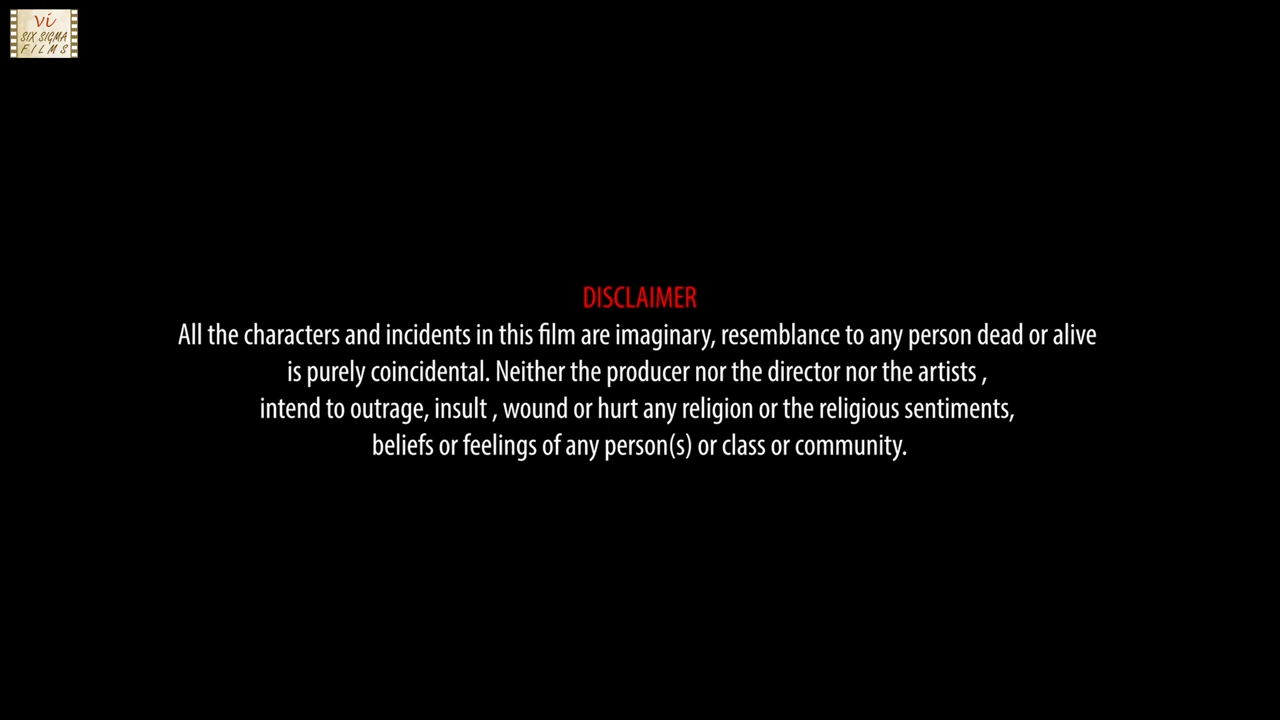 vi
SIX SIGMA
FILMS
DISCLAIMER
All the characters and incidents in this film are imaginary, resemblance to any person dead or alive
is purely coincidental. Neither the producer nor the director nor the artists ,
intend to outrage, insult , wound or hurt any religion or the religious sentiments,
beliefs or feelings of any person(s) or class or community.